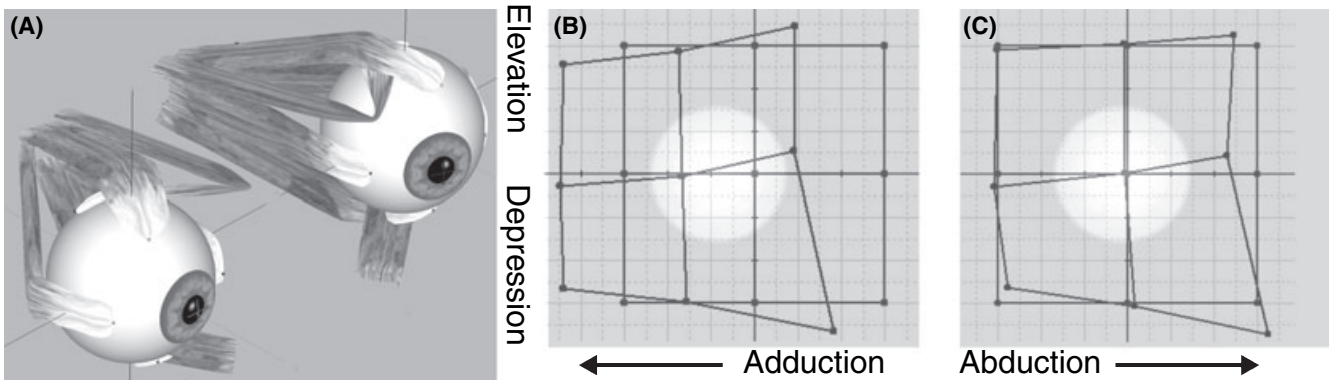 (A)
Elevation
Depression
(B)
(C)
Adduction
Abduction